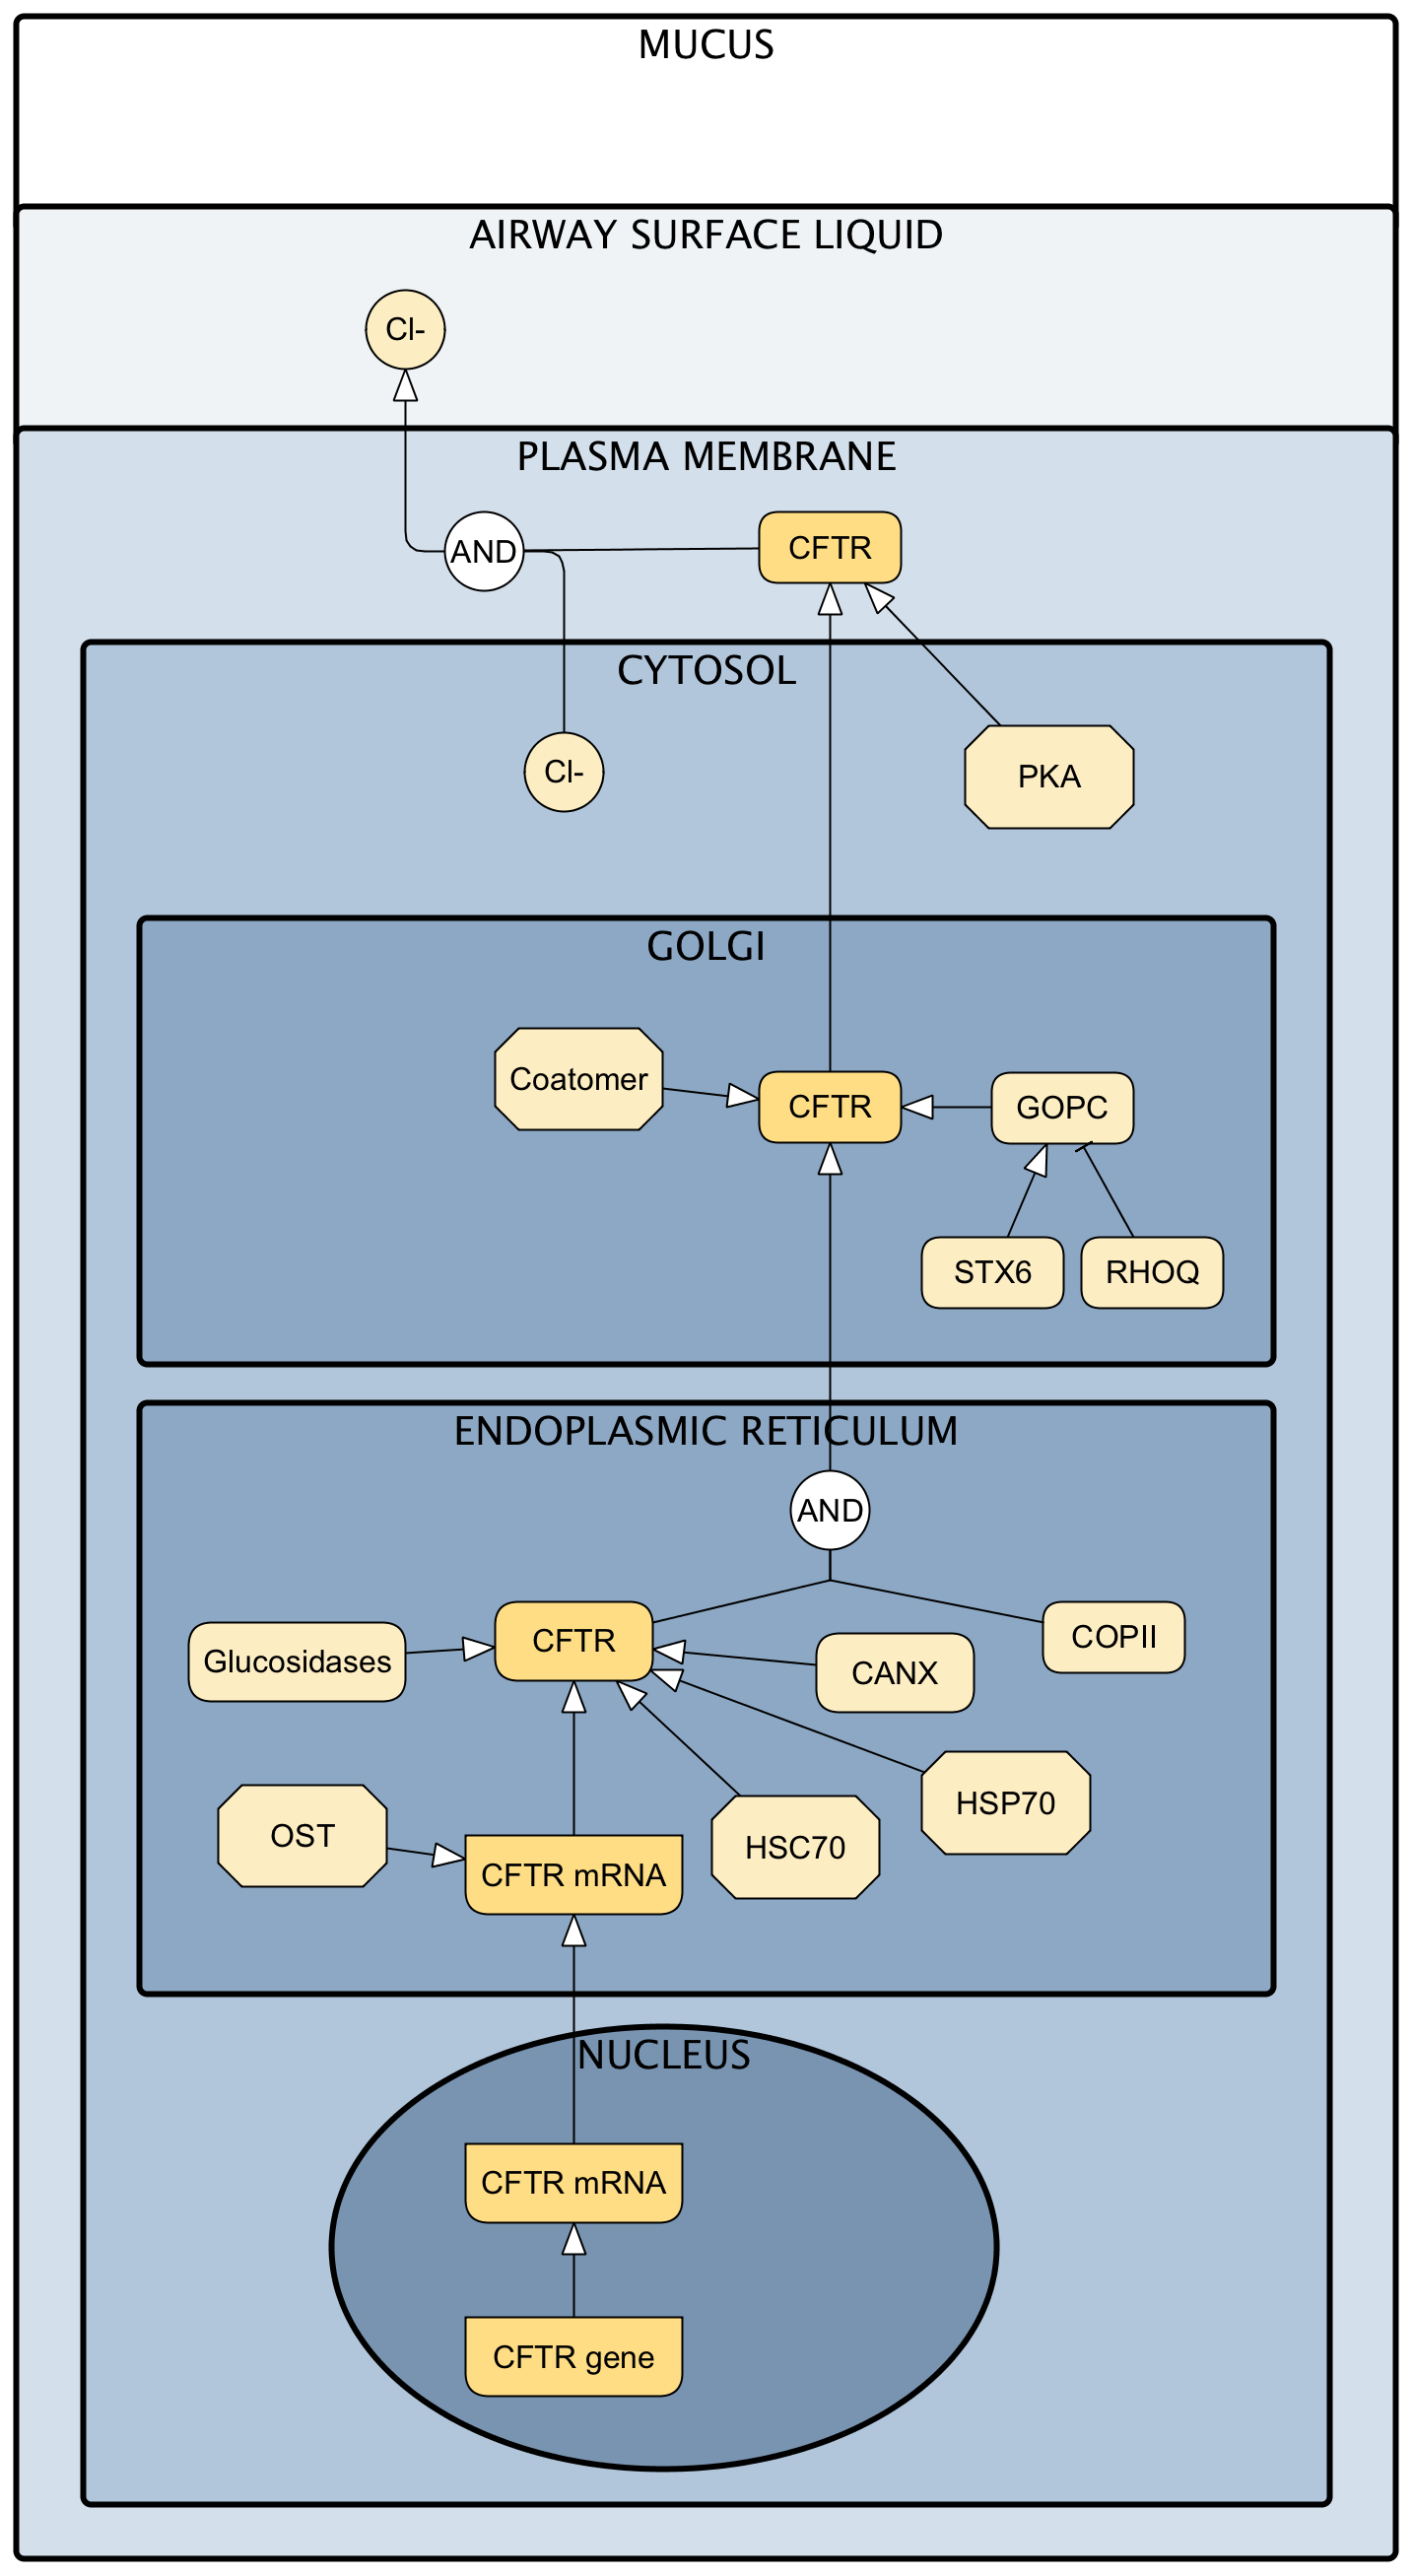 MUCUS
AIRWAY SURFACE LIQUID
Cl-
PLASMA MEMBRANE
AND
CFTR
CYTOSOL
Cl-
PKA
GOLGI
Coatomer
CFTR
GOPC
STX6
RHOQ
ENDOPLASMIC RETICULUM
AND
CFTR
COPII
Glucosidases
CANX
HSP70
OST
HSC70
CFTR mRNA
NUCLEUS
CFTR mRNA
CFTR gene